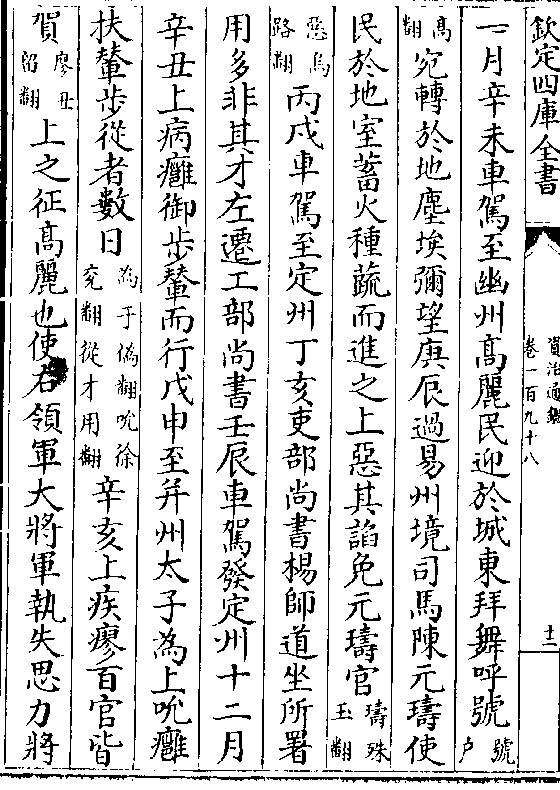 欽定四庫全書
資治通鑑
卷一百九十八
十二
一月辛未車駕至幽州髙麗民迎於城東拜舞呼號號户
髙翻宛轉於地塵埃彌望庚辰過易州境司馬陳元璹使
民於地室蓄火種蔬而進之上惡其諂免元璹官璹殊玉翻
惡烏路翻丙戍車駕至定州丁亥吏部尚書楊師道坐所署
用多非其才左遷工部尚書壬辰車駕發定州十二月
辛丑上病癰御步輦而行戊申至并州太子為上吮癰
扶輦步從者數日為于偽翻吮徐兖翻從才用翻辛亥上疾瘳百官皆
賀瘳丑留翻上之征髙麗也使右領軍大將軍執失思力將